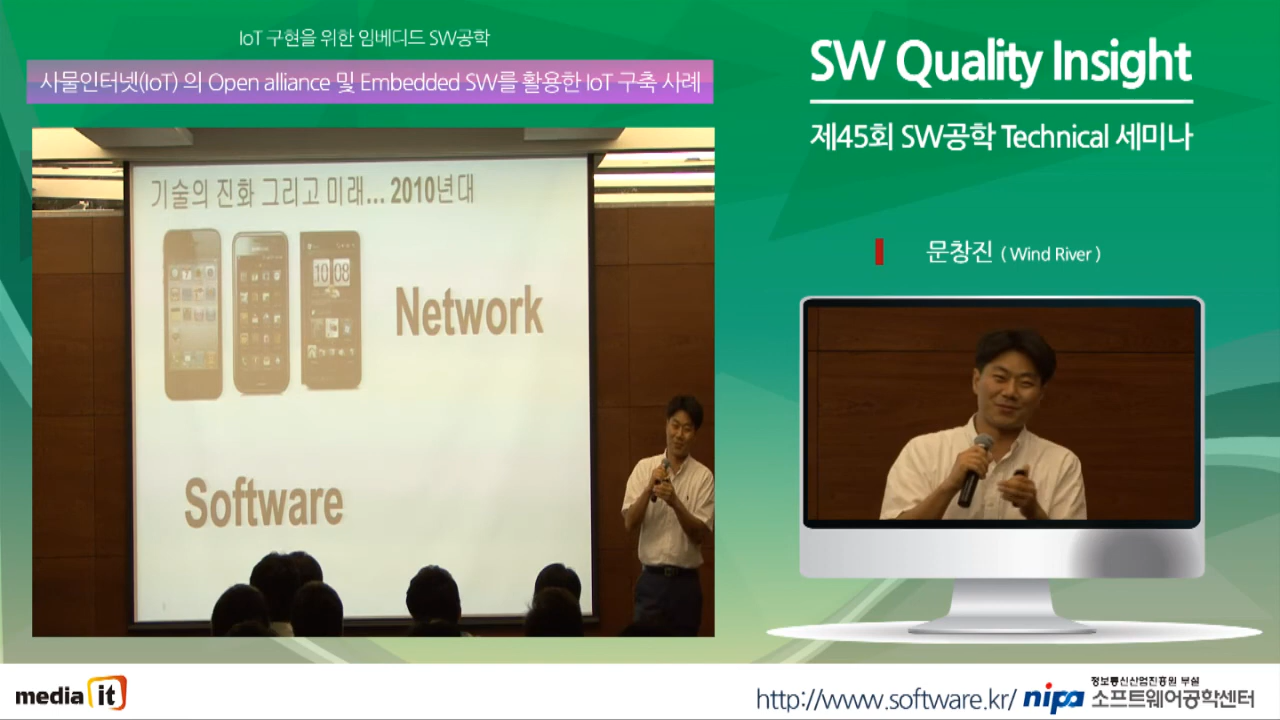 IoT 구현을 위한 임베디드 SW공학
사물인터넷(IoT) 의 Open alliance 및 Embedded SW를 활용한 IoT 구축 사례
SW Quality Insight
제45회 SW공학 Technical 세미나
문창진 ( Wind River )
기술의 진화 그리고 미래... 2010년대
10 08
Network
Software
media it
http://www.software.kr/
nipa
정보통신산업진흥원 부설
소프트웨어공학센터